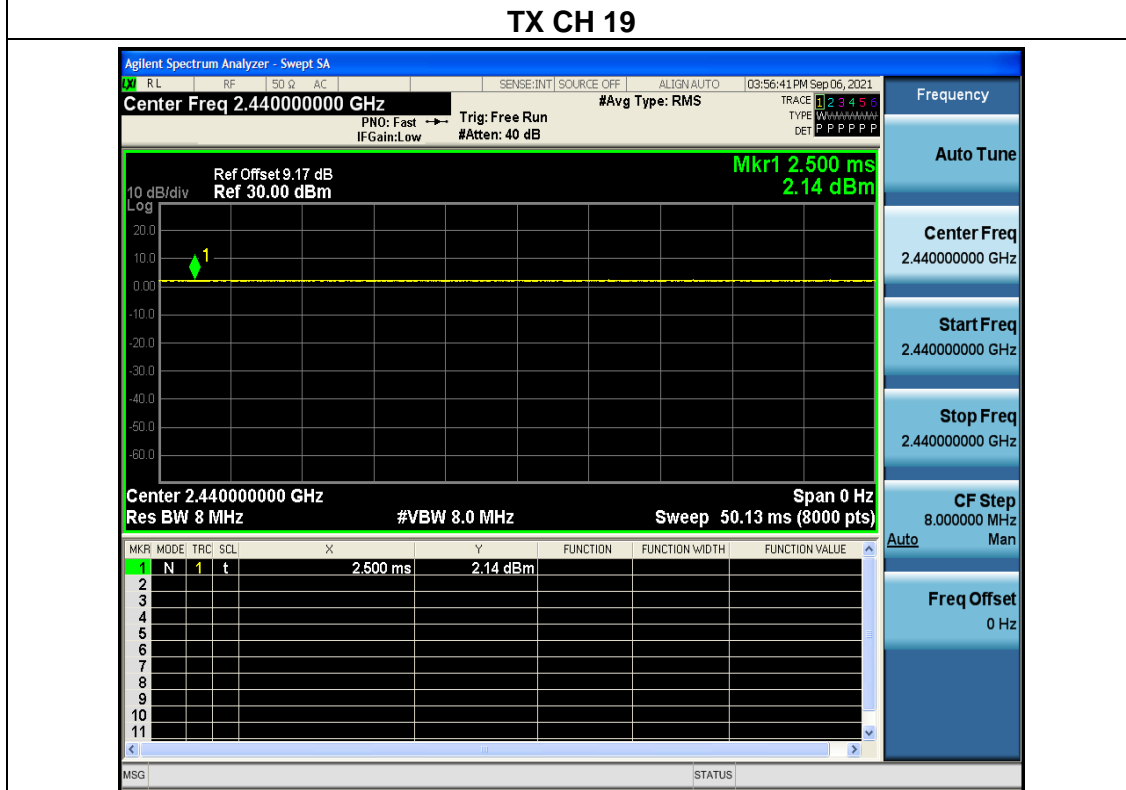 TX CH 19
Agilent Spectrum Analyzer - Swept SA
LXI RL RF 50 Ω AC SENSE:INT SOURCE OFF ALIGN AUTO 03:56:41 PM Sep 06, 2021
Center Freq 2.440000000 GHz #Avg Type: RMS TRACE 1 2 3 4 5 6
PNO: Fast Trig: Free Run TYPE WWWWWW
IFGain:Low #Atten: 40 dB DET P P P P P P
Mkr1 2.500 ms
2.14 dBm
Ref Offset 9.17 dB
10 dB/div Ref 30.00 dBm
Log
20.0
10.0
1
0.00
-10.0
-20.0
-30.0
-40.0
-50.0
-60.0
Center 2.440000000 GHz Span 0 Hz
Res BW 8 MHz #VBW 8.0 MHz Sweep 50.13 ms (8000 pts)
MKR MODE TRC SCL X Y FUNCTION FUNCTION WIDTH FUNCTION VALUE
1 N 1 t 2.500 ms 2.14 dBm
2
3
4
5
6
7
8
9
10
11
MSG STATUS
Frequency
Auto Tune
Center Freq
2.440000000 GHz
Start Freq
2.440000000 GHz
Stop Freq
2.440000000 GHz
CF Step
8.000000 MHz
Auto Man
Freq Offset
0 Hz